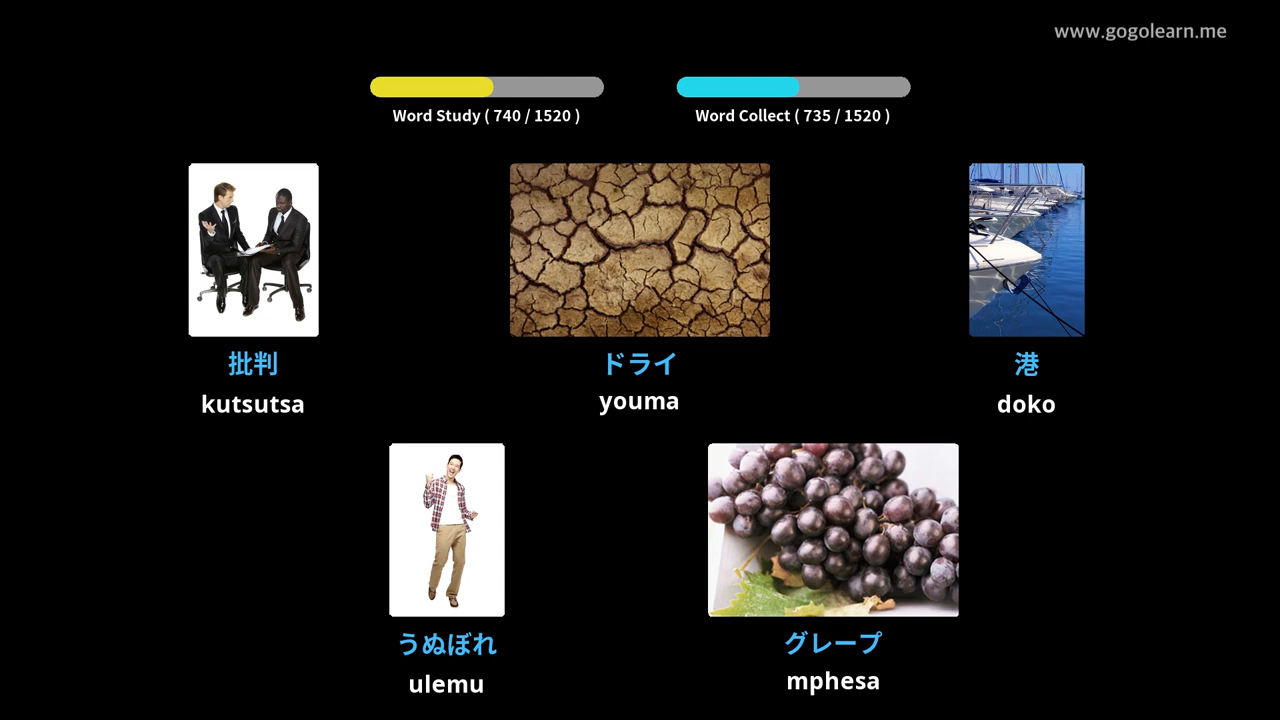 www.gogolearn.me
Word Study ( 740 / 1520 )
Word Collect ( 735 / 1520 )
批判
kutsutsa
ドライ
youma
港
doko
うぬぼれ
ulemu
グレープ
mphesa